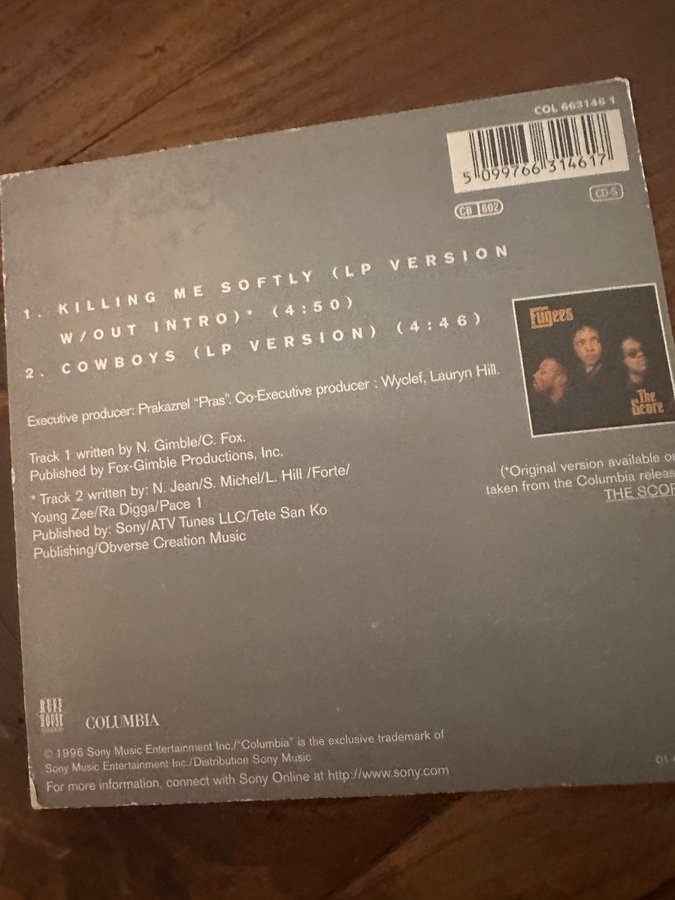 COL 663148 1
5 099766 314617
CB 602
CD-S
1. KILLING ME SOFTLY (LP VERSION
W/OUT INTRO)* (4:50)
2. COWBOYS (LP VERSION) (4:46)
Fugees
The
Score
Executive producer: Prakazrel "Pras". Co-Executive producer : Wyclef, Lauryn Hill.
Track 1 written by N. Gimble/C. Fox.
Published by Fox-Gimble Productions, Inc.
* Track 2 written by: N. Jean/S. Michel/L. Hill /Forte/
Young Zee/Ra Digga/Pace 1
Published by: Sony/ATV Tunes LLC/Tete San Ko
Publishing/Obverse Creation Music
(*Original version available on
taken from the Columbia releas
THE SCOR
RUFF
HOUSE
COLUMBIA
© 1996 Sony Music Entertainment Inc./"Columbia" is the exclusive trademark of
Sony Music Entertainment Inc./Distribution Sony Music
For more information, connect with Sony Online at http://www.sony.com
01